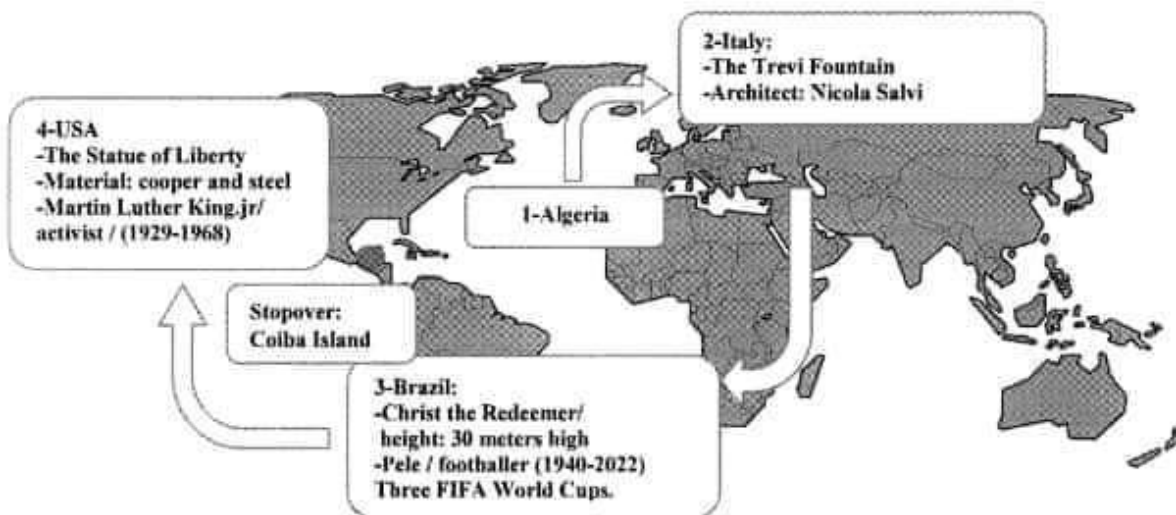 1-Algeria
2-Italy:
-The Trevi Fountain
-Architect: Nicola Salvi
3-Brazil:
-Christ the Redeemer/
height: 30 meters high
-Pele / footballer (1940-2022)
Three FIFA World Cups.
Stopover:
Coiba Island
4-USA
-The Statue of Liberty
-Material: cooper and steel
-Martin Luther King.jr/
activist / (1929-1968)